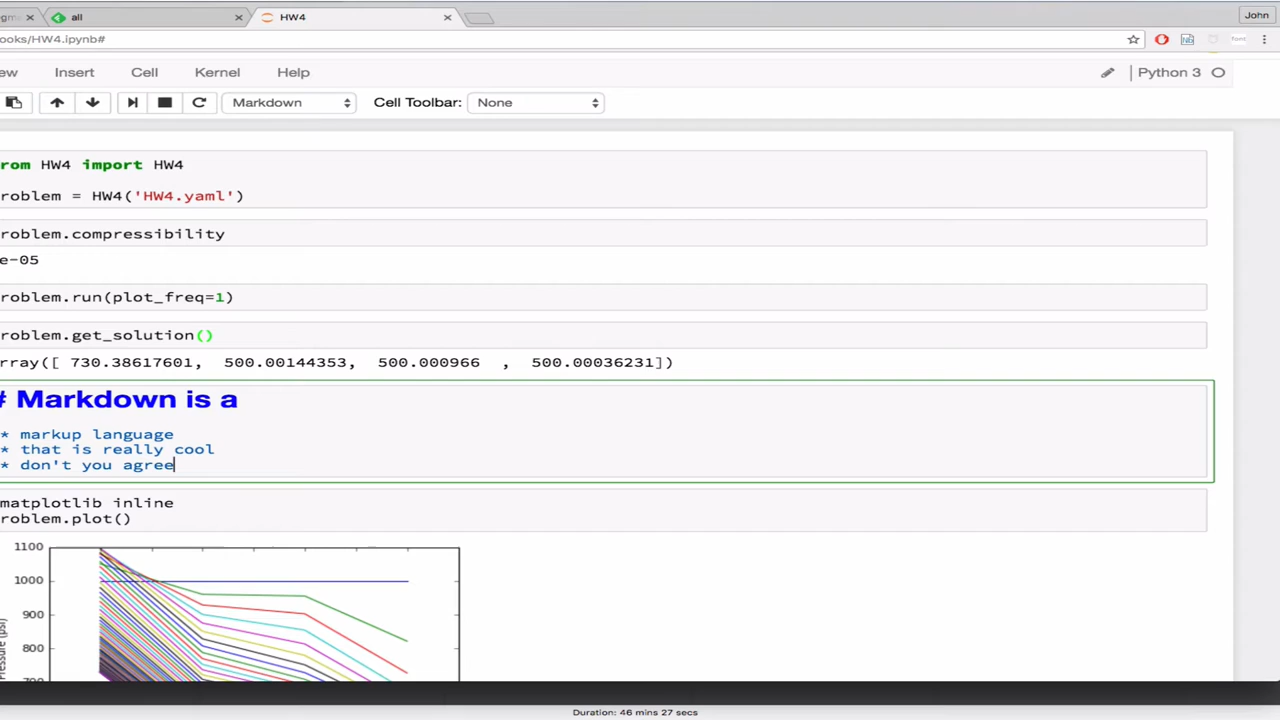 egm
all
HW4
John
ooks/HW4.ipynb#
ew Insert Cell Kernel Help
Python 3
Markdown Cell Toolbar: None
rom HW4 import HW4
roblem = HW4('HW4.yaml')
roblem.compressibility
e-05
roblem.run(plot_freq=1)
roblem.get_solution()
rray([ 730.38617601, 500.00144353, 500.000966 , 500.00036231])
# Markdown is a
* markup language
* that is really cool
* don't you agree
matplotlib inline
roblem.plot()
1100
1000
900
800
700
Pressure (psi)
Duration: 46 mins 27 secs